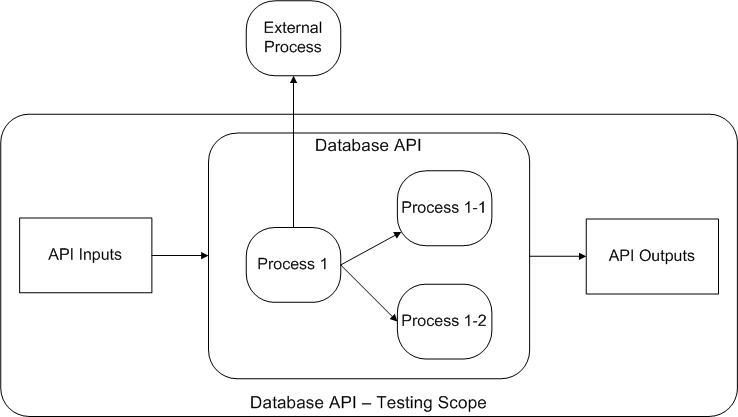 External
Process
Database API
Process 1-1
API Inputs
Process 1
API Outputs
Process 1-2
Database API – Testing Scope